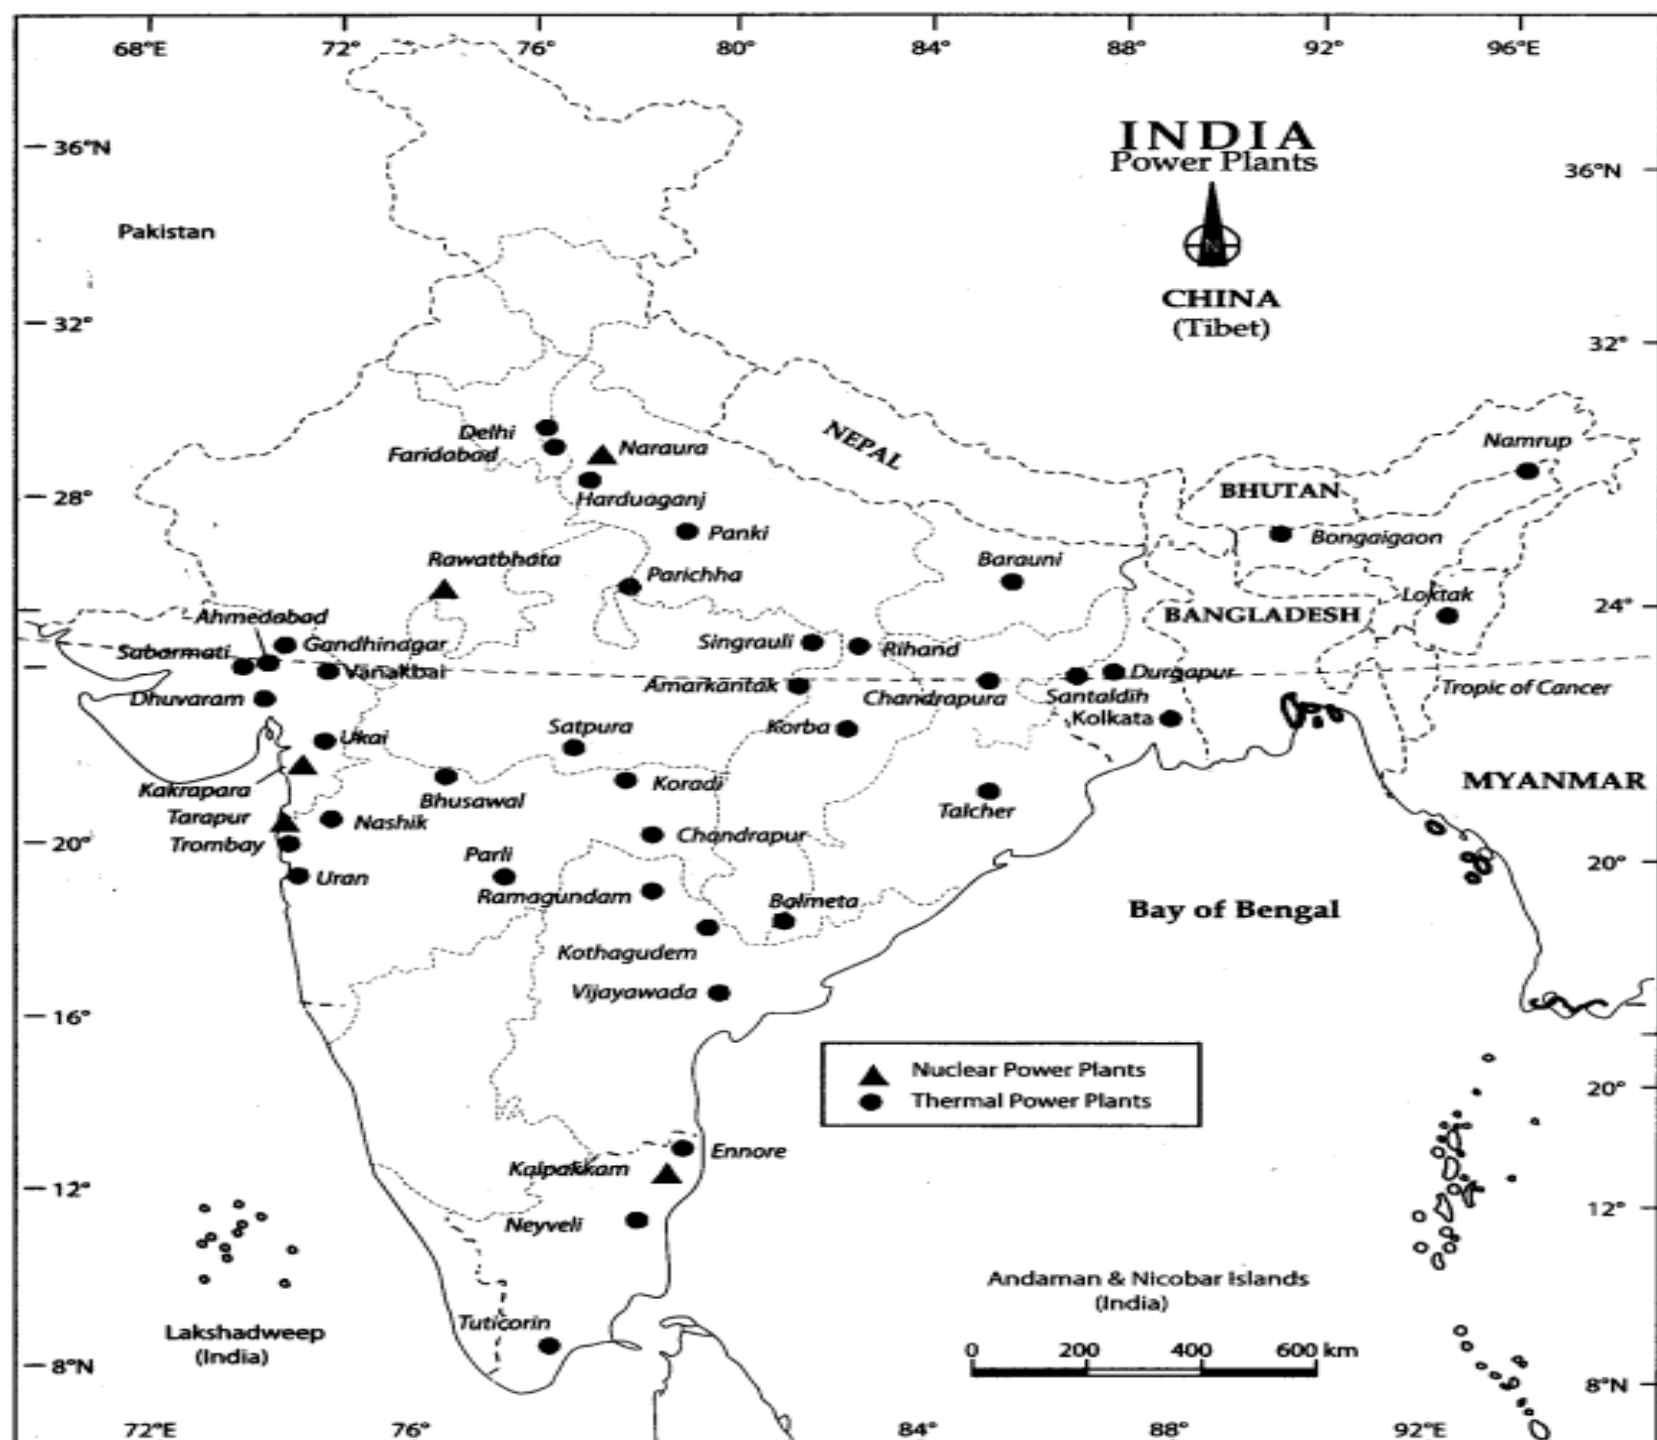 68°E 72° 76° 80° 84° 88° 92° 96°E
INDIA
Power Plants
36°N
36°N
Pakistan
N
CHINA
(Tibet)
32°
32°
NEPAL
Delhi
Faridabad
Naraura
Namrup
28°
Harduaganj
BHUTAN
Panki
Bongaigaon
Rawatbhata
Parichha
Barauni
Loktak
24°
Ahmedabad
BANGLADESH
Gandhinagar
Sabarmati
Singrauli
Rihand
Vanakbai
Durgapur
Amarkantak
Chandrapura
Santaldih
Tropic of Cancer
Dhuvaram
Kolkata
Korba
Satpura
Ukai
MYANMAR
Kakrapara
Bhusawal
Koradi
Talcher
Tarapur
Nashik
Chandrapur
20°
Trombay
20°
Parli
Uran
Ramagundam
Balmeta
Bay of Bengal
Kothagudem
Vijayawada
16°
Nuclear Power Plants
Thermal Power Plants
20°
Ennore
Kalpakkam
12°
12°
Neyveli
Andaman & Nicobar Islands
(India)
Tuticorin
Lakshadweep
(India)
0 200 400 600 km
8°N
8°N
72°E 76° 84° 88° 92°E